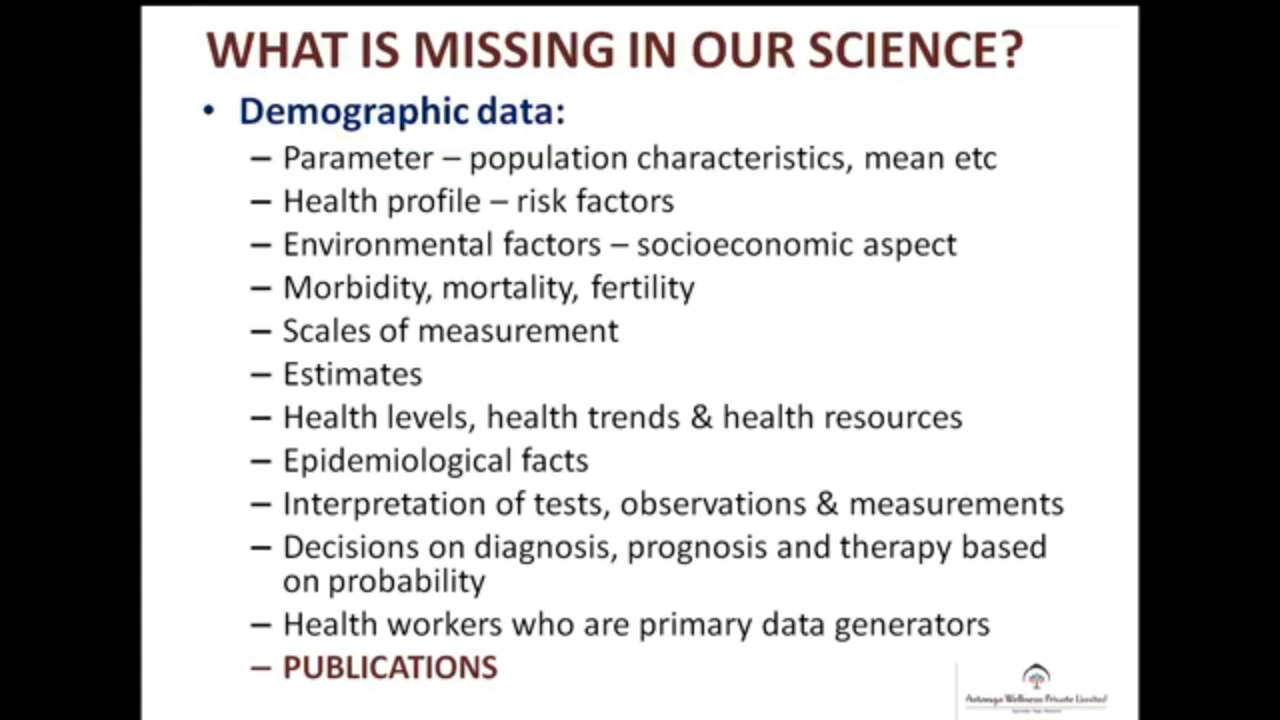 WHAT IS MISSING IN OUR SCIENCE?
• Demographic data:
– Parameter – population characteristics, mean etc
– Health profile – risk factors
– Environmental factors – socioeconomic aspect
– Morbidity, mortality, fertility
– Scales of measurement
– Estimates
– Health levels, health trends & health resources
– Epidemiological facts
– Interpretation of tests, observations & measurements
– Decisions on diagnosis, prognosis and therapy based
on probability
– Health workers who are primary data generators
– PUBLICATIONS
Wellness Private Limited